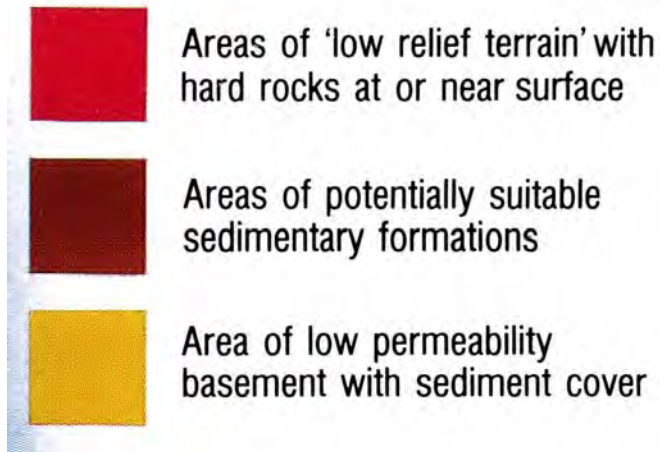 Areas of ‘low relief terrain’ with
hard rocks at or near surface
Areas of potentially suitable
sedimentary formations
Area of low permeability
basement with sediment cover